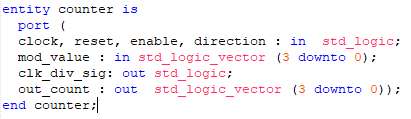 entity counter is
port (
clock, reset, enable, direction : in std_logic;
mod_value : in std_logic_vector (3 downto 0);
clk_div_sig: out std_logic;
out_count : out std_logic_vector (3 downto 0));
end counter;